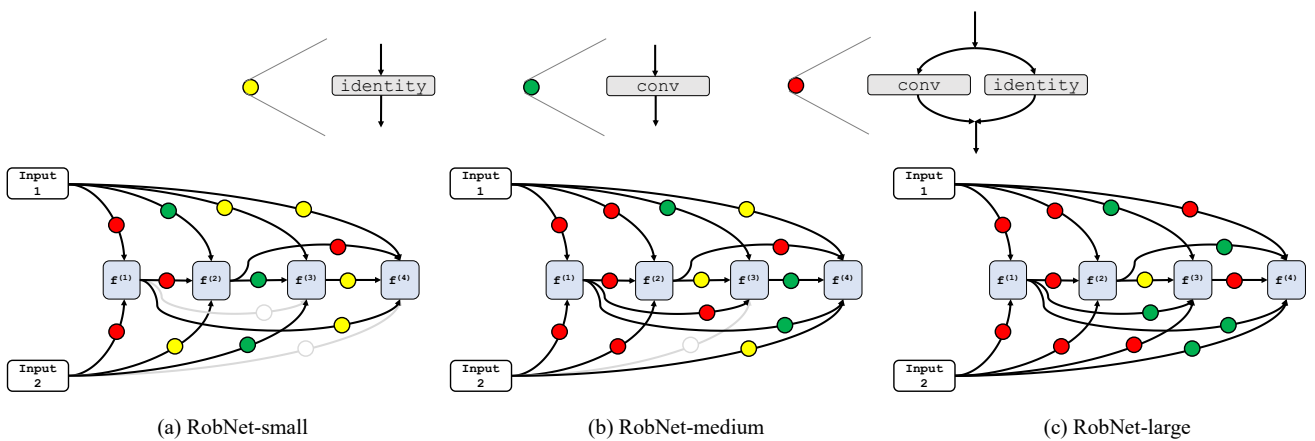 identity
conv
conv identity
Input
1
Input
1
Input
1
f⁽¹⁾ f⁽²⁾ f⁽³⁾ f⁽⁴⁾
f⁽¹⁾ f⁽²⁾ f⁽³⁾ f⁽⁴⁾
f⁽¹⁾ f⁽²⁾ f⁽³⁾ f⁽⁴⁾
Input
2
Input
2
Input
2
(a) RobNet-small
(b) RobNet-medium
(c) RobNet-large